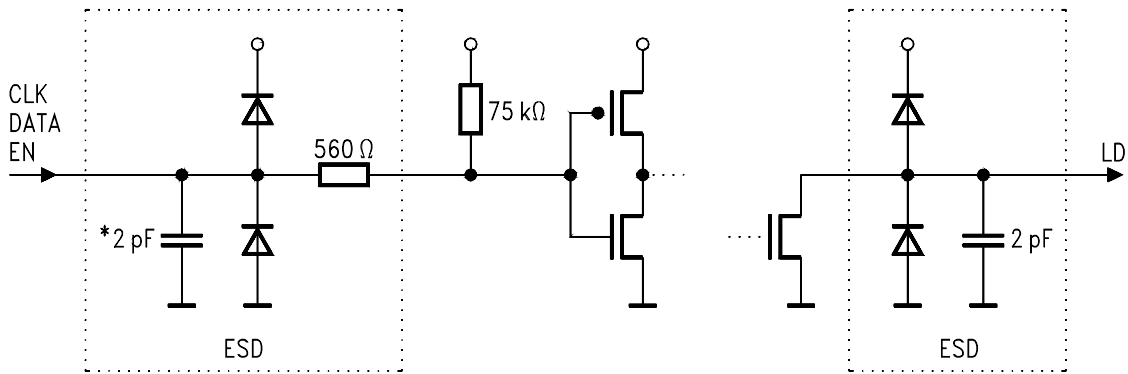 CLK
DATA
EN
560 Ω
75 kΩ
LD
*2 pF
2 pF
ESD
ESD